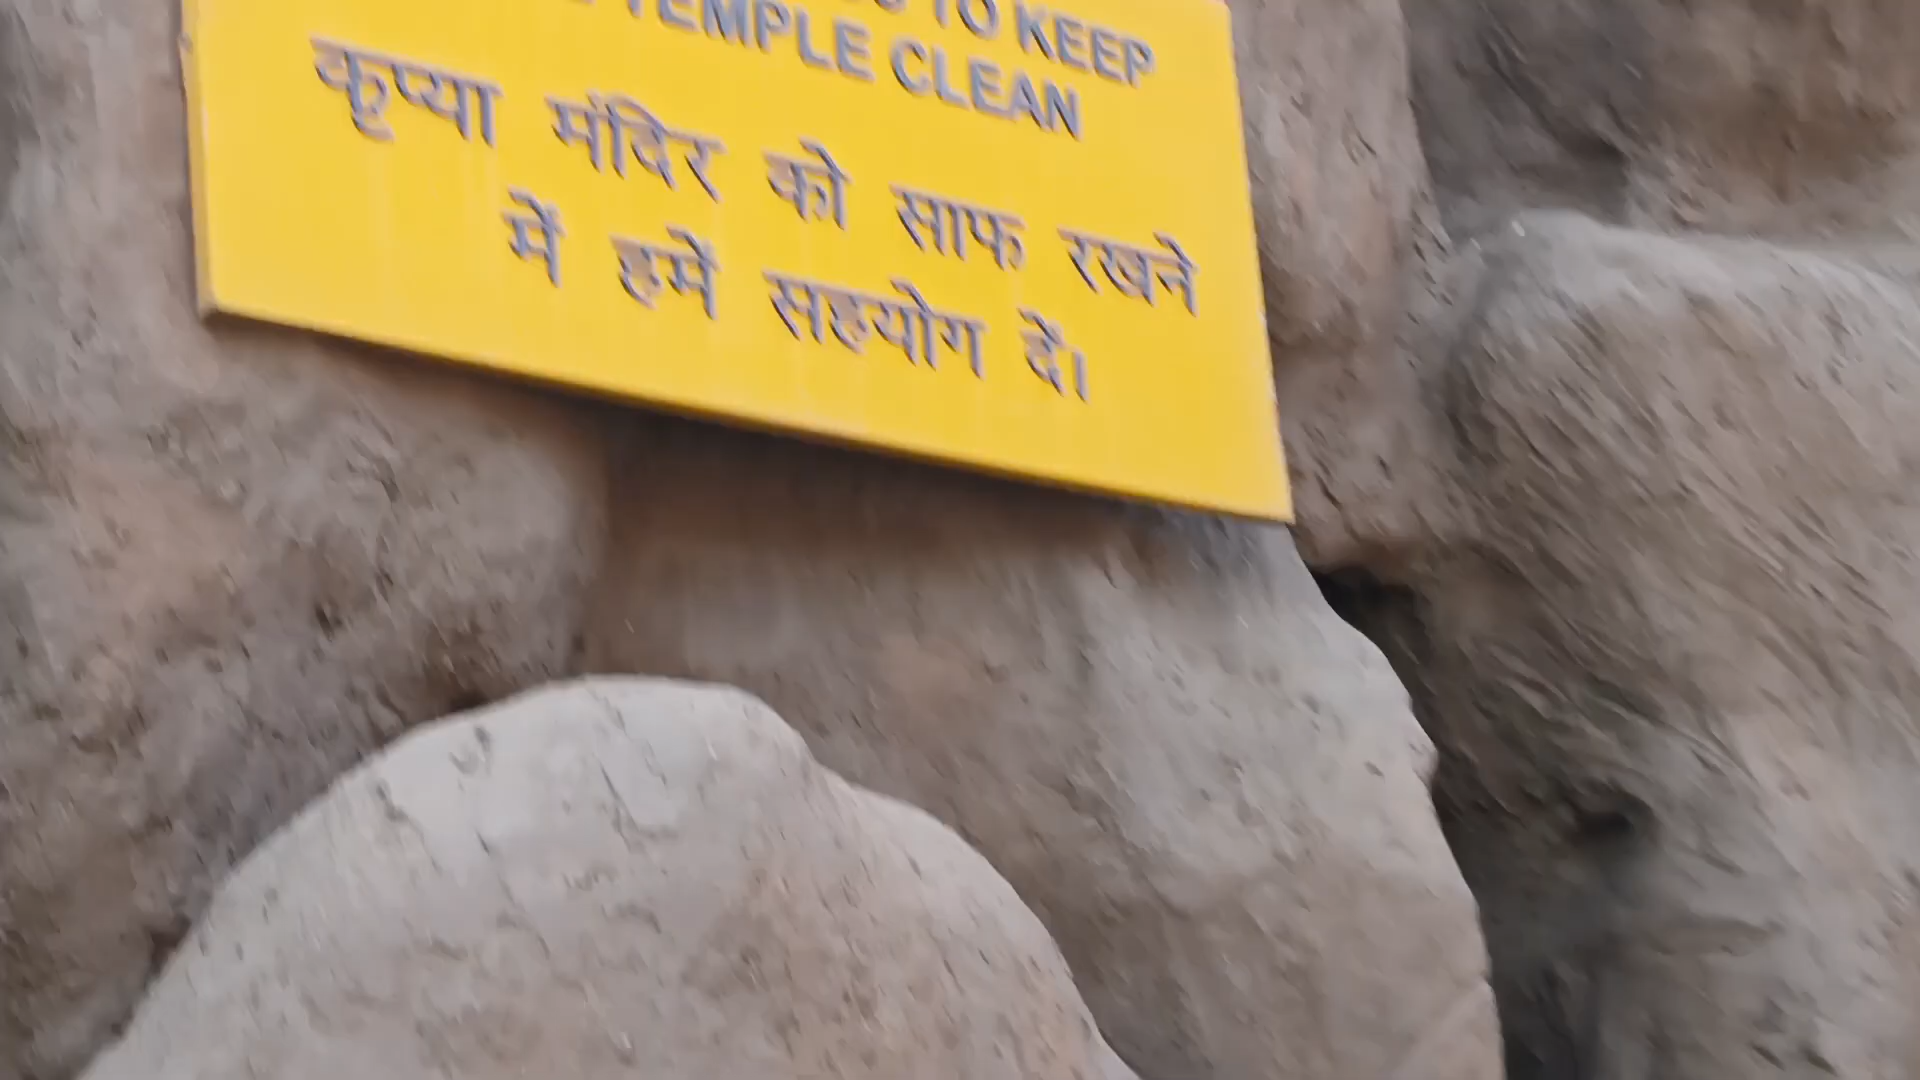 TO KEEP
TEMPLE CLEAN
कृप्या मंदिर को साफ रखने
में हमें सहयोग दें।